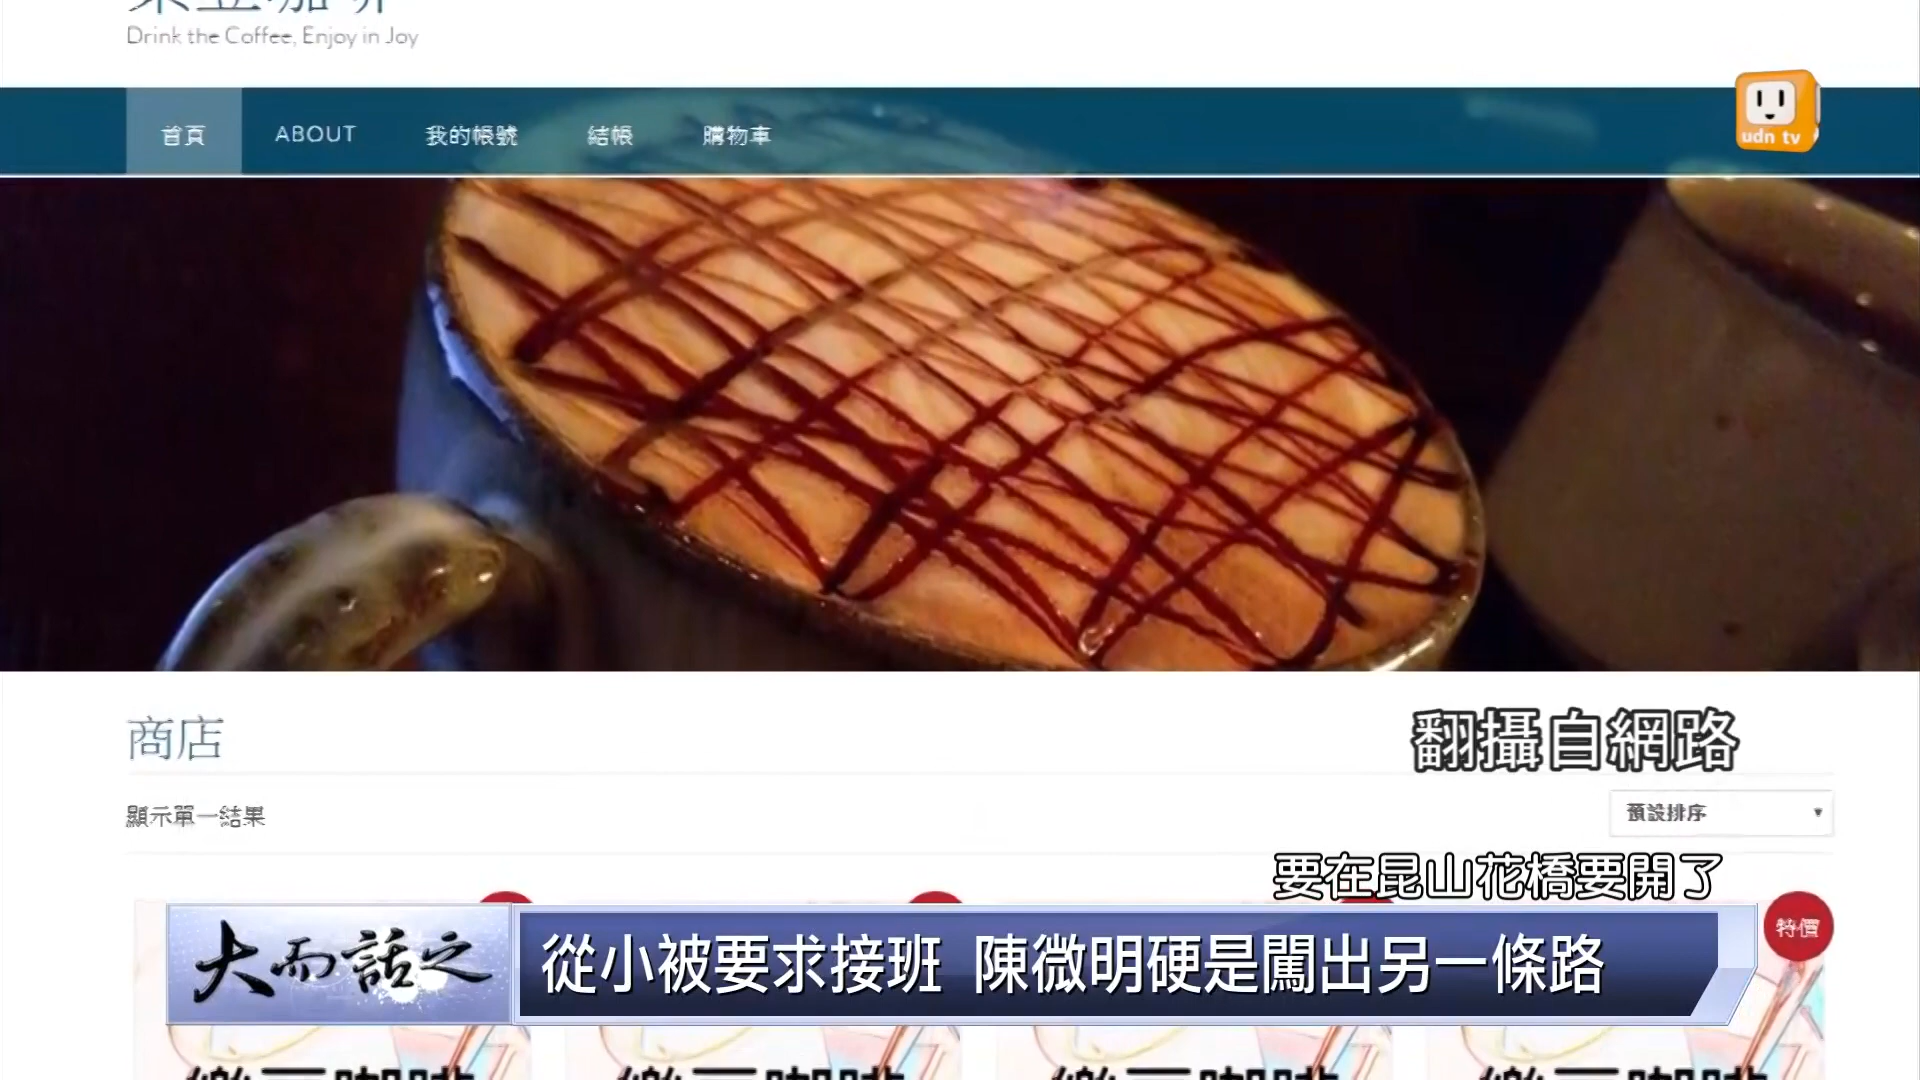 Drink the Coffee, Enjoy in Joy
udn tv
首頁 ABOUT 我的帳號 結帳 購物車
商店
翻攝自網路
顯示單一結果
預設排序
要在昆山花橋要開了
特價
大而話之
從小被要求接班 陳微明硬是闖出另一條路